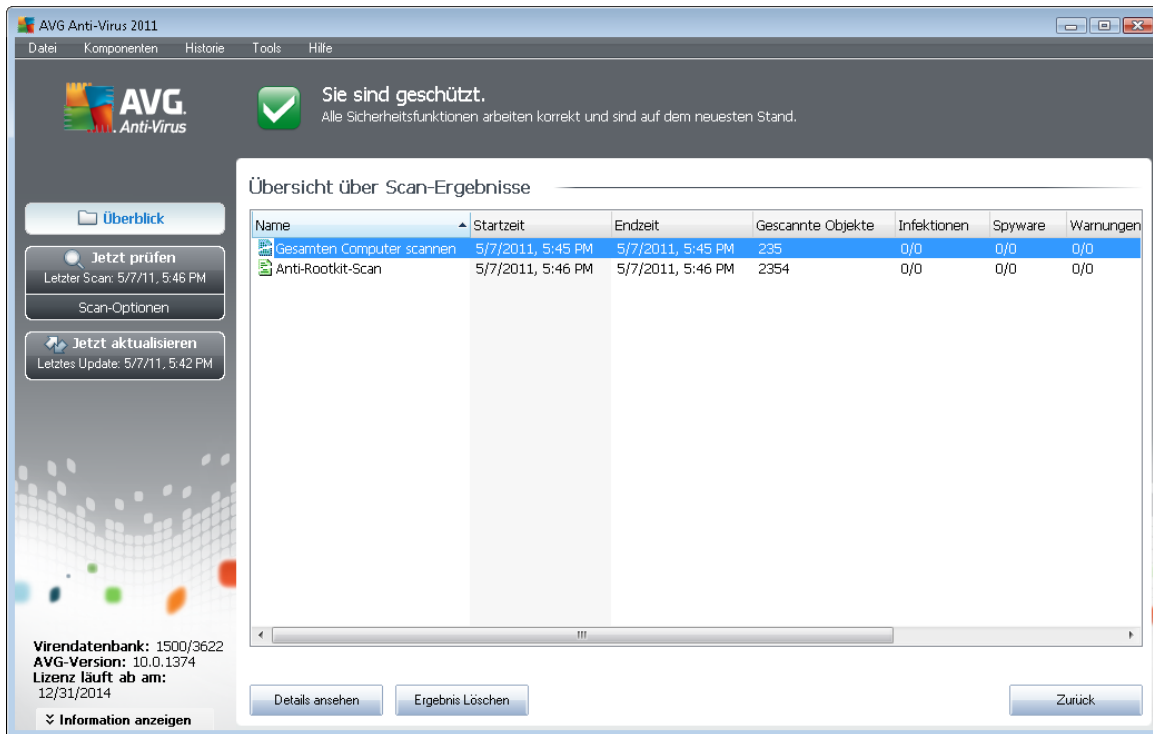 AVG Anti-Virus 2011
Datei Komponenten Historie Tools Hilfe
AVG.
Anti-Virus
Sie sind geschützt.
Alle Sicherheitsfunktionen arbeiten korrekt und sind auf dem neuesten Stand.
Überblick
Jetzt prüfen
Letzter Scan: 5/7/11, 5:46 PM
Scan-Optionen
Jetzt aktualisieren
Letztes Update: 5/7/11, 5:42 PM
Virendatenbank: 1500/3622
AVG-Version: 10.0.1374
Lizenz läuft ab am:
12/31/2014
Information anzeigen
Übersicht über Scan-Ergebnisse
Name Startzeit Endzeit Gescannte Objekte Infektionen Spyware Warnungen
Gesamten Computer scannen 5/7/2011, 5:45 PM 5/7/2011, 5:45 PM 235 0/0 0/0 0/0
Anti-Rootkit-Scan 5/7/2011, 5:46 PM 5/7/2011, 5:46 PM 2354 0/0 0/0 0/0
Details ansehen Ergebnis Löschen Zurück